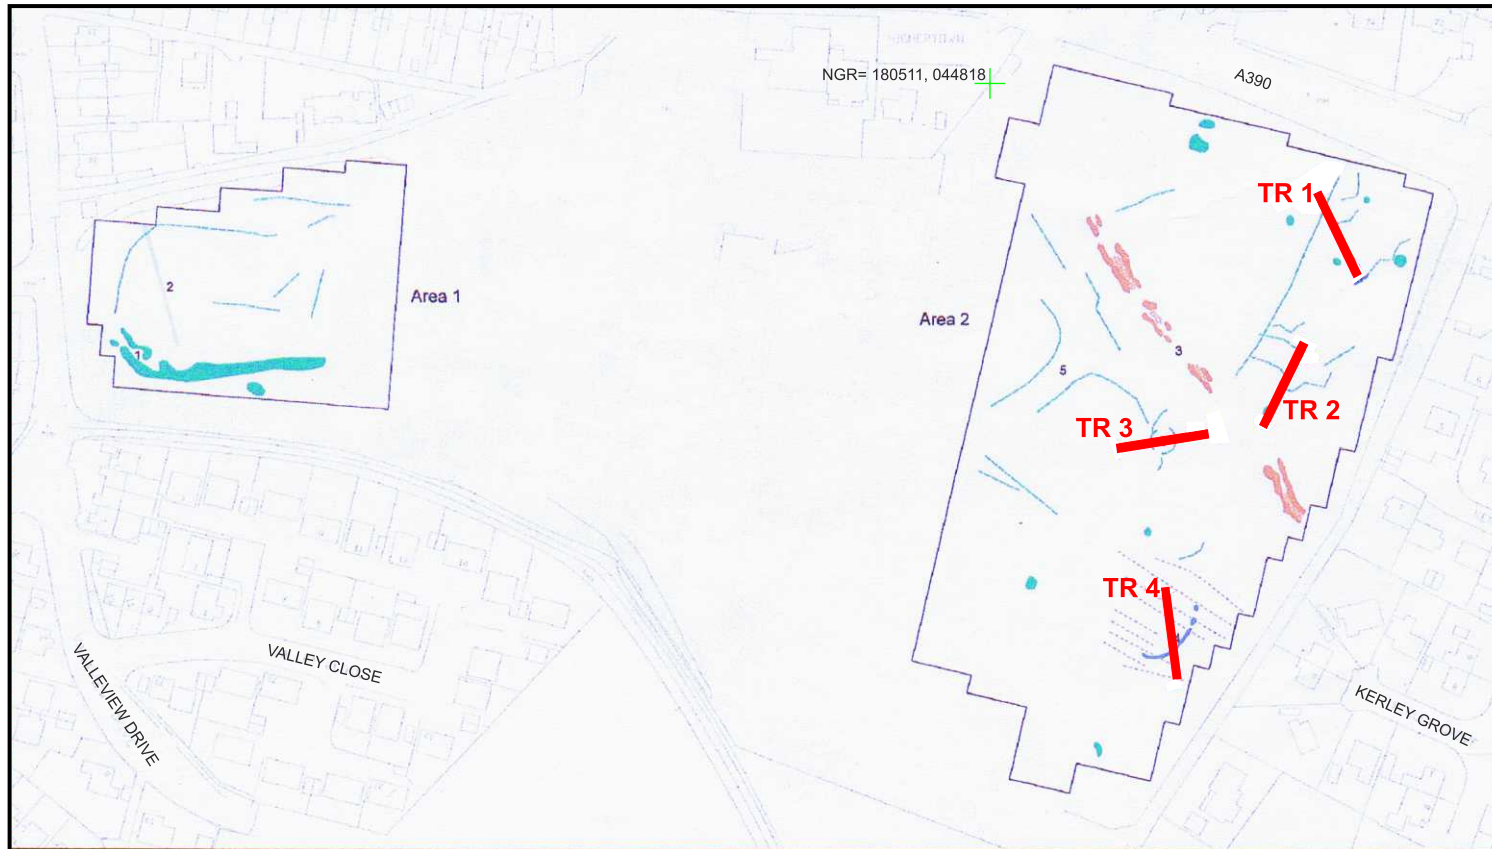 HIGHERTOWN
NGR= 180511, 044818
A390
TR 1
2
Area 1
Area 2
3
1
5
TR 2
TR 3
TR 4
VALLEY CLOSE
VALLEVIEW DRIVE
KERLEY GROVE